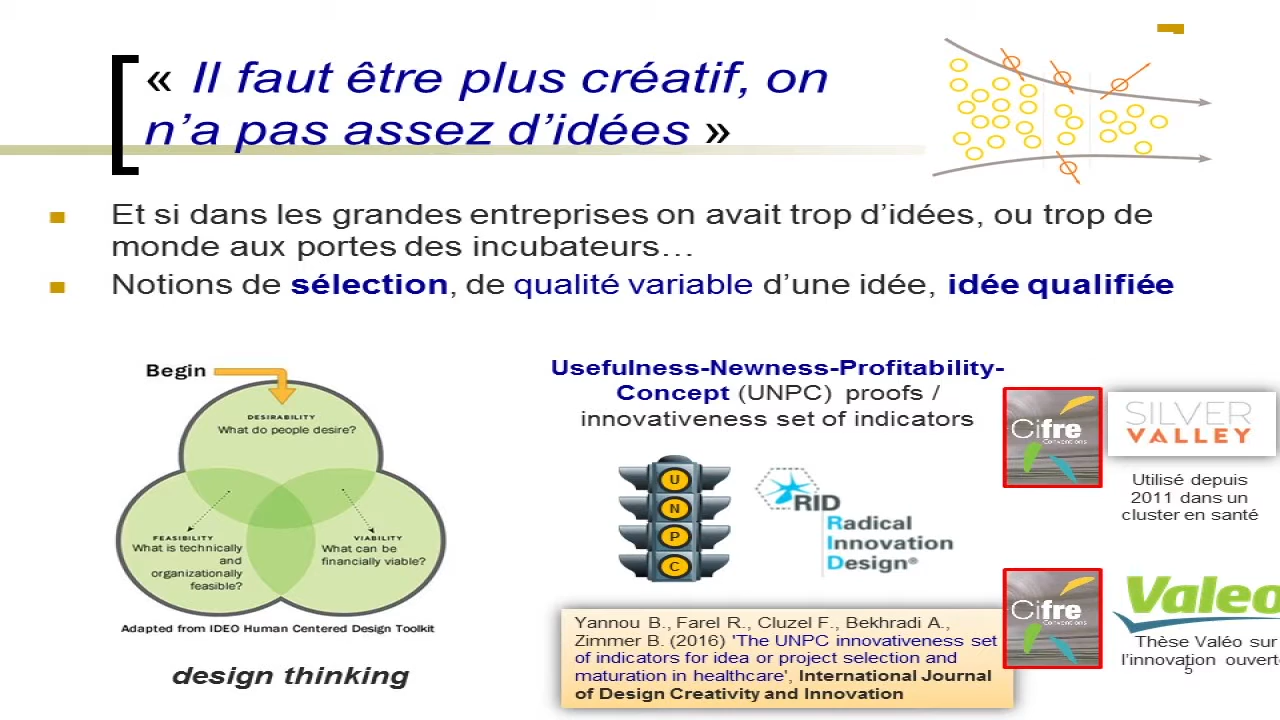 « Il faut être plus créatif, on
n’a pas assez d’idées »
Et si dans les grandes entreprises on avait trop d’idées, ou trop de
monde aux portes des incubateurs…
Notions de sélection, de qualité variable d’une idée, idée qualifiée
Begin
DESIRABILITY
What do people desire?
FEASIBILITY
What is technically
and
organizationally
feasible?
VIABILITY
What can be
financially viable?
Adapted from IDEO Human Centered Design Toolkit
design thinking
Usefulness-Newness-Profitability-
Concept (UNPC) proofs /
innovativeness set of indicators
U
N
P
C
RID
Radical
Innovation
Design®
Yannou B., Farel R., Cluzel F., Bekhradi A.,
Zimmer B. (2016) 'The UNPC innovativeness set
of indicators for idea or project selection and
maturation in healthcare', International Journal
of Design Creativity and Innovation
Cifre
Conventions
SILVER
VALLEY
Utilisé depuis
2011 dans un
cluster en santé
Cifre
Conventions
Valeo
Thèse Valéo sur
l’innovation ouverte
5